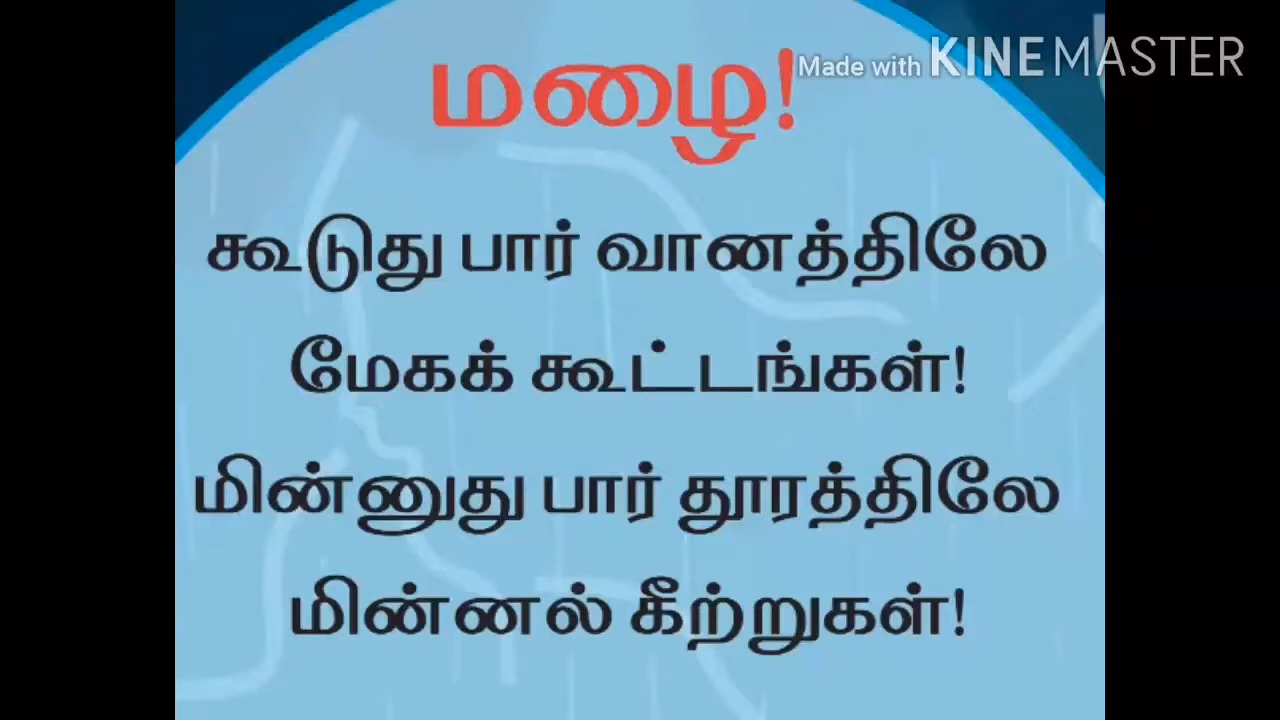 மழை!
Made with KINEMASTER
கூடுது பார் வானத்திலே
மேகக் கூட்டங்கள்!
மின்னுது பார் தூரத்திலே
மின்னல் கீற்றுகள்!